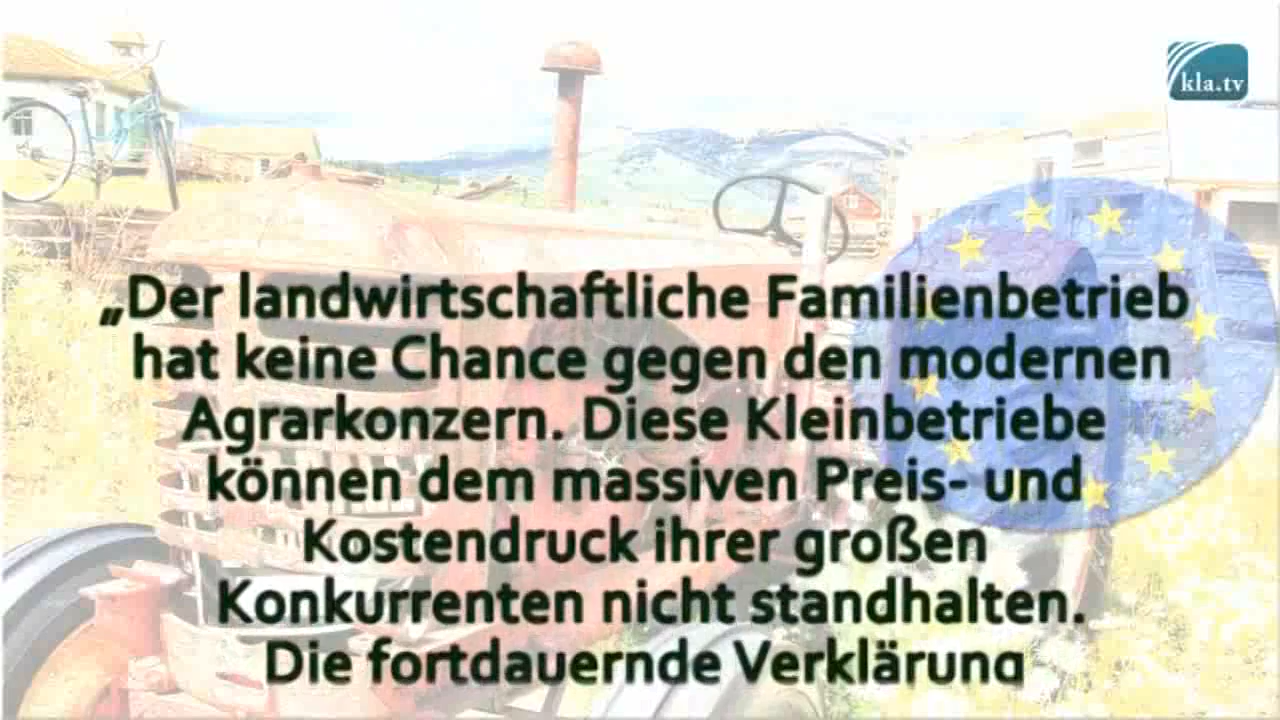 kla.tv
„Der landwirtschaftliche Familienbetrieb
hat keine Chance gegen den modernen
Agrarkonzern. Diese Kleinbetriebe
können dem massiven Preis- und
Kostendruck ihrer großen
Konkurrenten nicht standhalten.
Die fortdauernde Verklärung